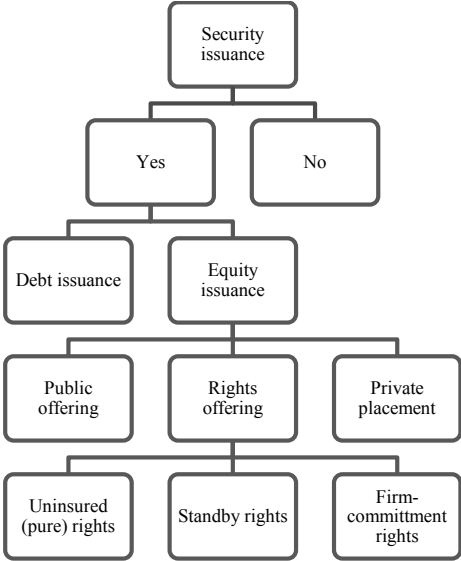 Security
issuance
Yes
No
Debt issuance
Equity
issuance
Public
offering
Rights
offering
Private
placement
Uninsured
(pure) rights
Standby rights
Firm-
committment
rights